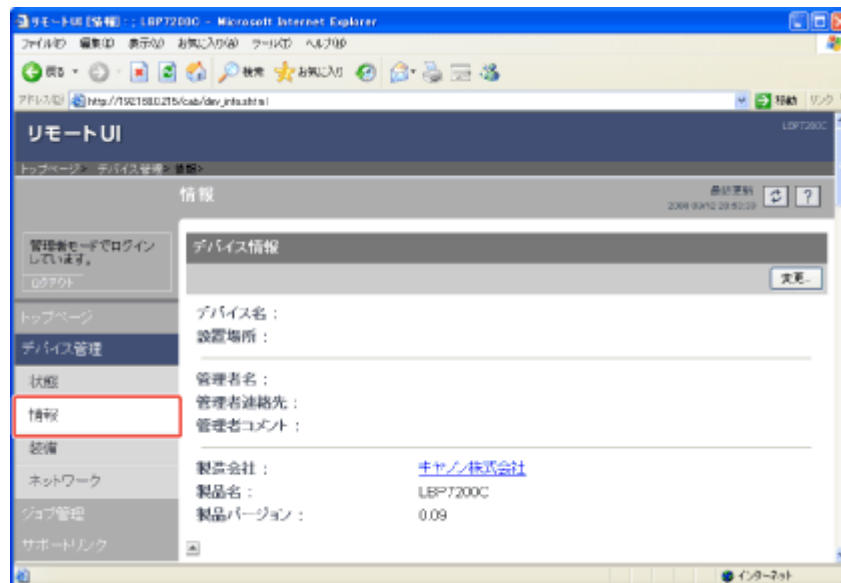 リモートUI [情報] : ; LBP7200C - Microsoft Internet Explorer
ファイル(F) 編集(E) 表示(V) お気に入り(A) ツール(T) ヘルプ(H)
戻る 検索 お気に入り
アドレス(D) 移動 リンク
リモートUI
LBP7200C
トップページ> デバイス管理> 情報>
情報
最終更新
?
管理者モードでログイン
しています。
ログアウト
デバイス情報
変更...
トップページ
デバイス管理
状態
情報
装備
ネットワーク
ジョブ管理
サポートリンク
デバイス名 :
設置場所 :
管理者名 :
管理者連絡先 :
管理者コメント :
製造会社 : キヤノン株式会社
製品名 : LBP7200C
製品バージョン : 0.09
インターネット